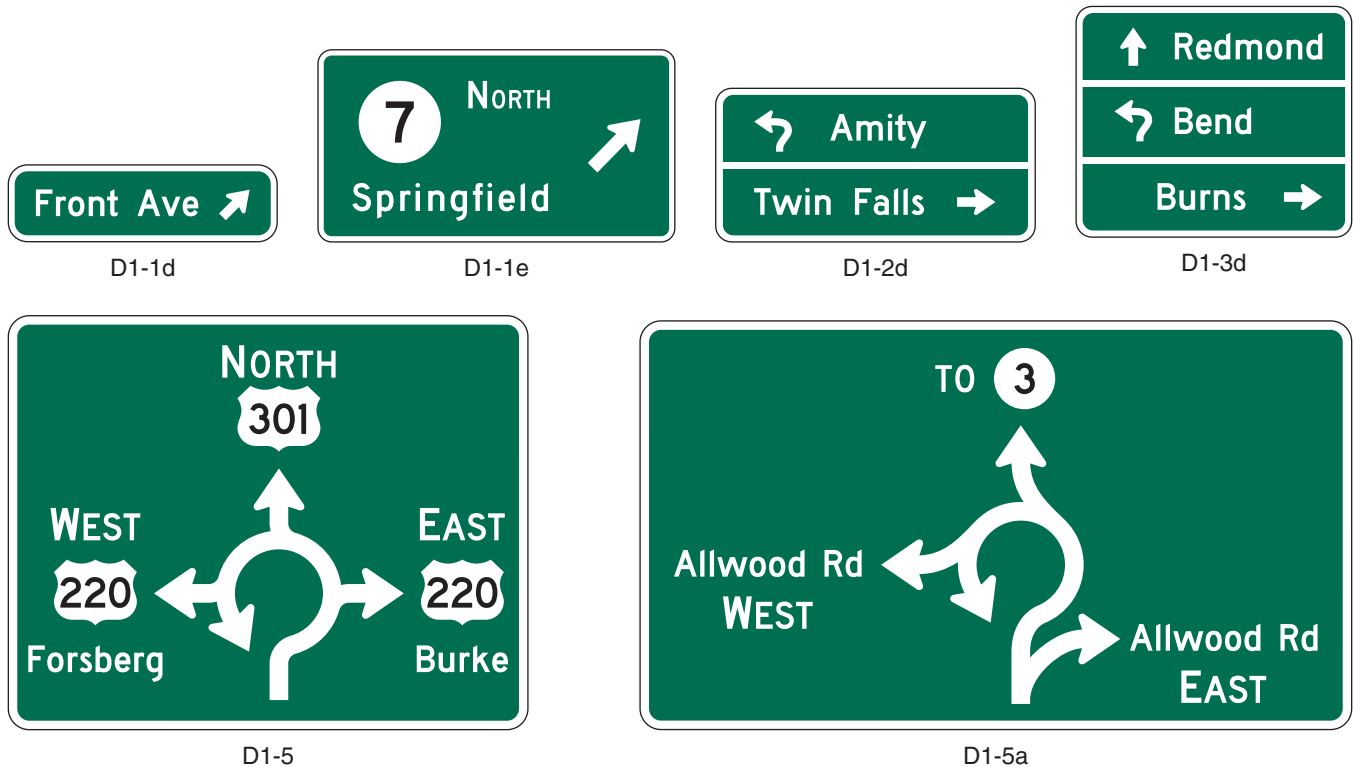 Front Ave
D1-1d
7 NORTH
Springfield
D1-1e
Amity
Twin Falls
D1-2d
Redmond
Bend
Burns
D1-3d
NORTH
301
WEST
220
Forsberg
EAST
220
Burke
D1-5
TO 3
Allwood Rd
WEST
Allwood Rd
EAST
D1-5a